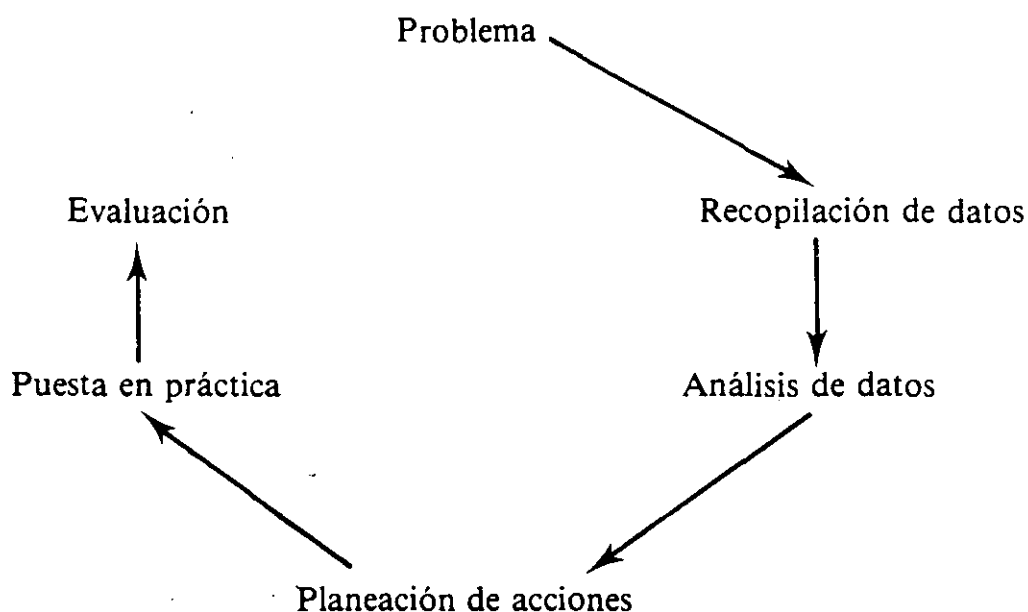 Problema
Evaluación
Recopilación de datos
Puesta en práctica
Análisis de datos
Planeación de acciones